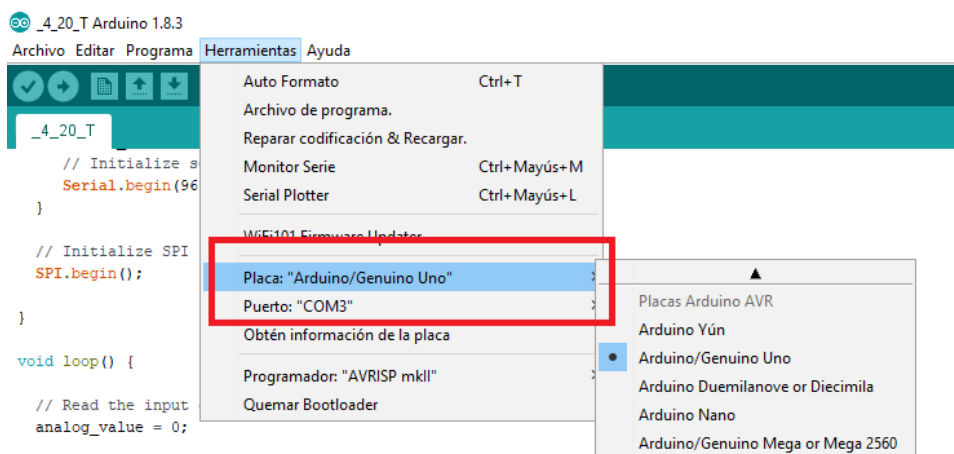 _4_20_T Arduino 1.8.3
Archivo Editar Programa Herramientas Ayuda
Auto Formato Ctrl+T
Archivo de programa.
Reparar codificación & Recargar.
Monitor Serie Ctrl+Mayús+M
Serial Plotter Ctrl+Mayús+L
WiFi101 Firmware Updater
Placa: "Arduino/Genuino Uno"
Puerto: "COM3"
Obtén información de la placa
Programador: "AVRISP mkII"
Quemar Bootloader
Placas Arduino AVR
Arduino Yún
Arduino/Genuino Uno
Arduino Duemilanove or Diecimila
Arduino Nano
Arduino/Genuino Mega or Mega 2560
_4_20_T
// Initialize s
Serial.begin(96
}
// Initialize SPI
SPI.begin();
}
void loop() {
// Read the input
analog_value = 0;